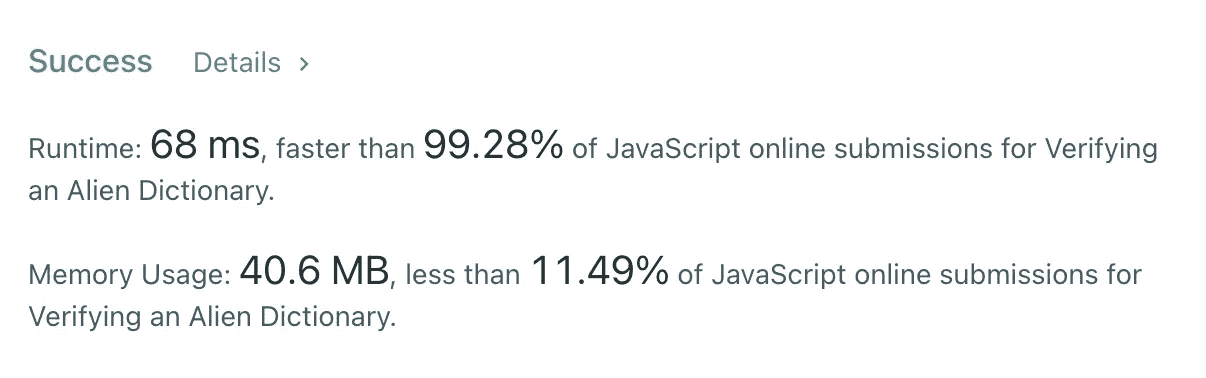 Success Details >
Runtime: 68 ms, faster than 99.28% of JavaScript online submissions for Verifying
an Alien Dictionary.
Memory Usage: 40.6 MB, less than 11.49% of JavaScript online submissions for
Verifying an Alien Dictionary.